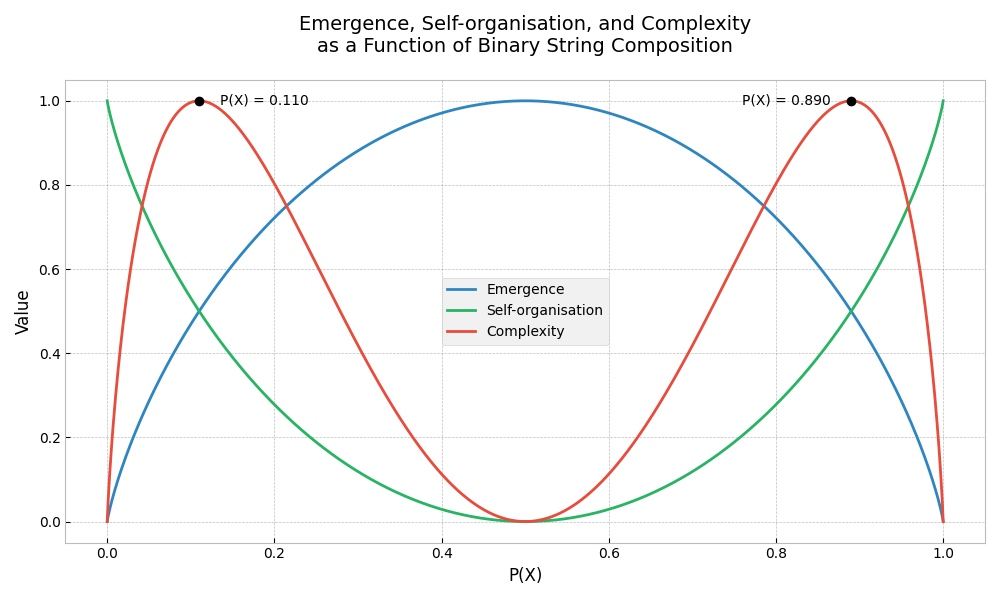 Emergence, Self-organisation, and Complexity
as a Function of Binary String Composition
P(X) = 0.110
P(X) = 0.890
Value
1.0
0.8
0.6
0.4
0.2
0.0
Emergence
Self-organisation
Complexity
0.0 0.2 0.4 0.6 0.8 1.0
P(X)